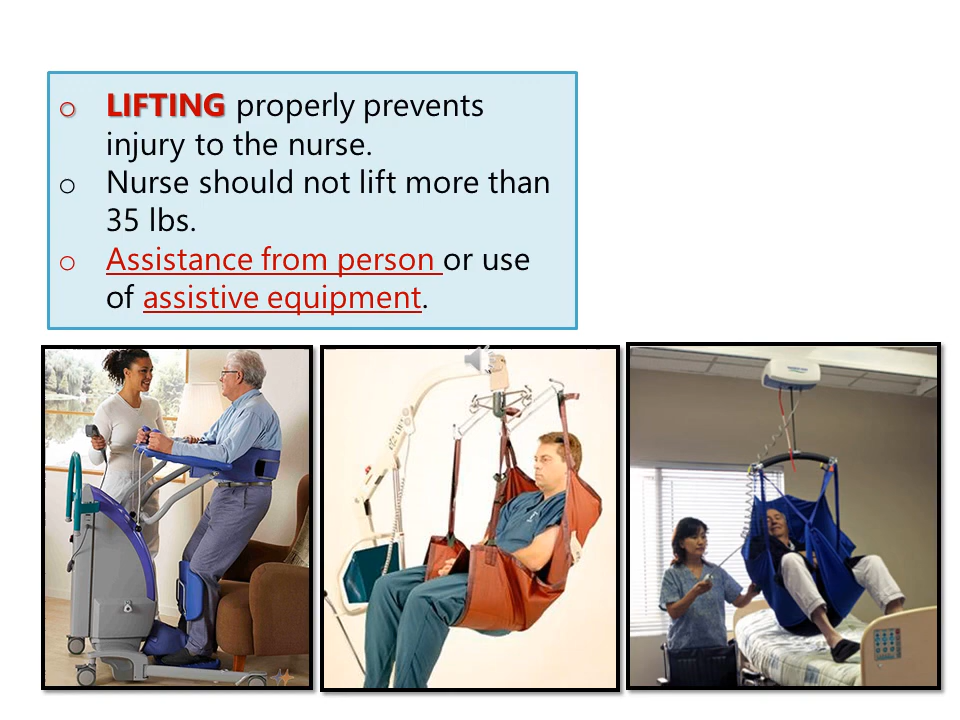 o LIFTING properly prevents
injury to the nurse.
o Nurse should not lift more than
35 lbs.
o Assistance from person or use
of assistive equipment.